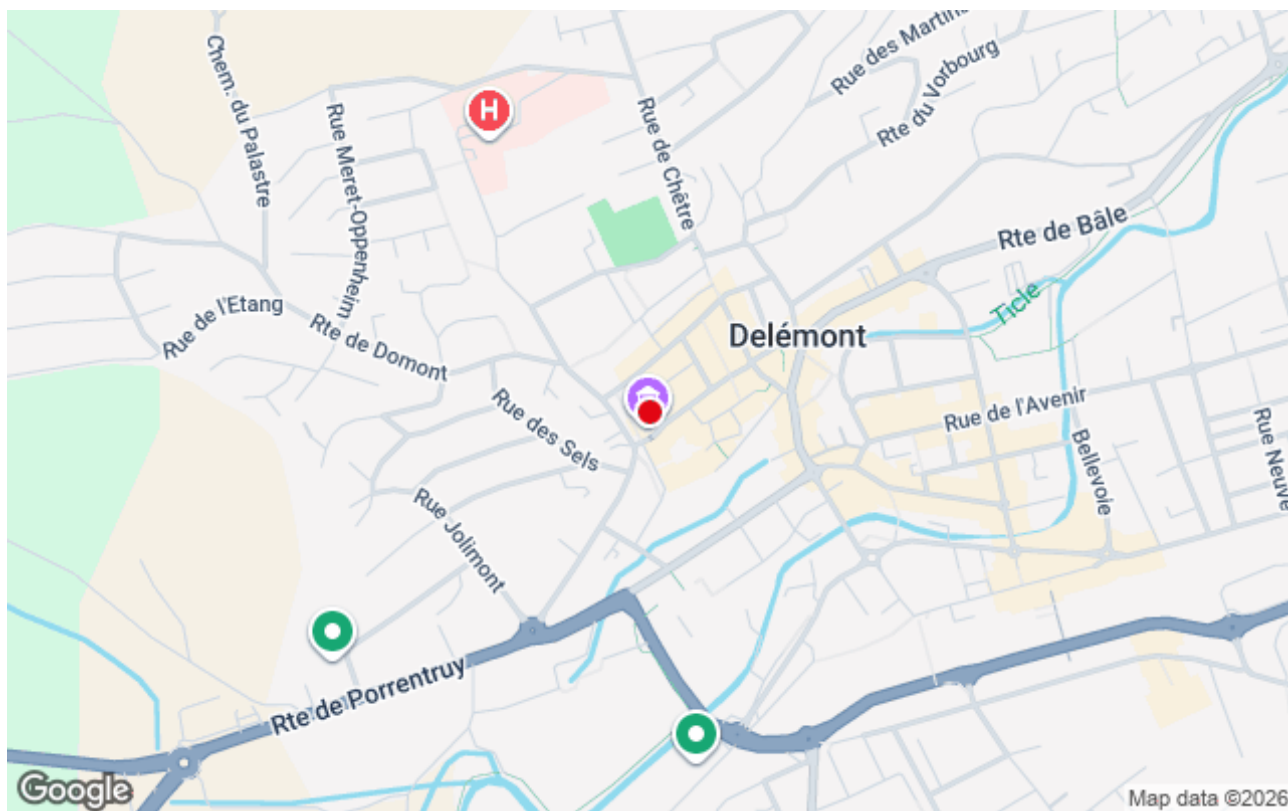 Rue des Martins
Chem. du Palastre
H
Rte du Vorbourg
Rue Meret-Oppenheim
Rue de Chêtre
Rte de Bâle
Rue de l'Etang
Ticle
Rte de Domont
Delémont
Rue de l'Avenir
Rue des Sels
Bellevoie
Rue Neuve
Rue Jolimont
Rte de Porrentruy
Google
Map data ©2026